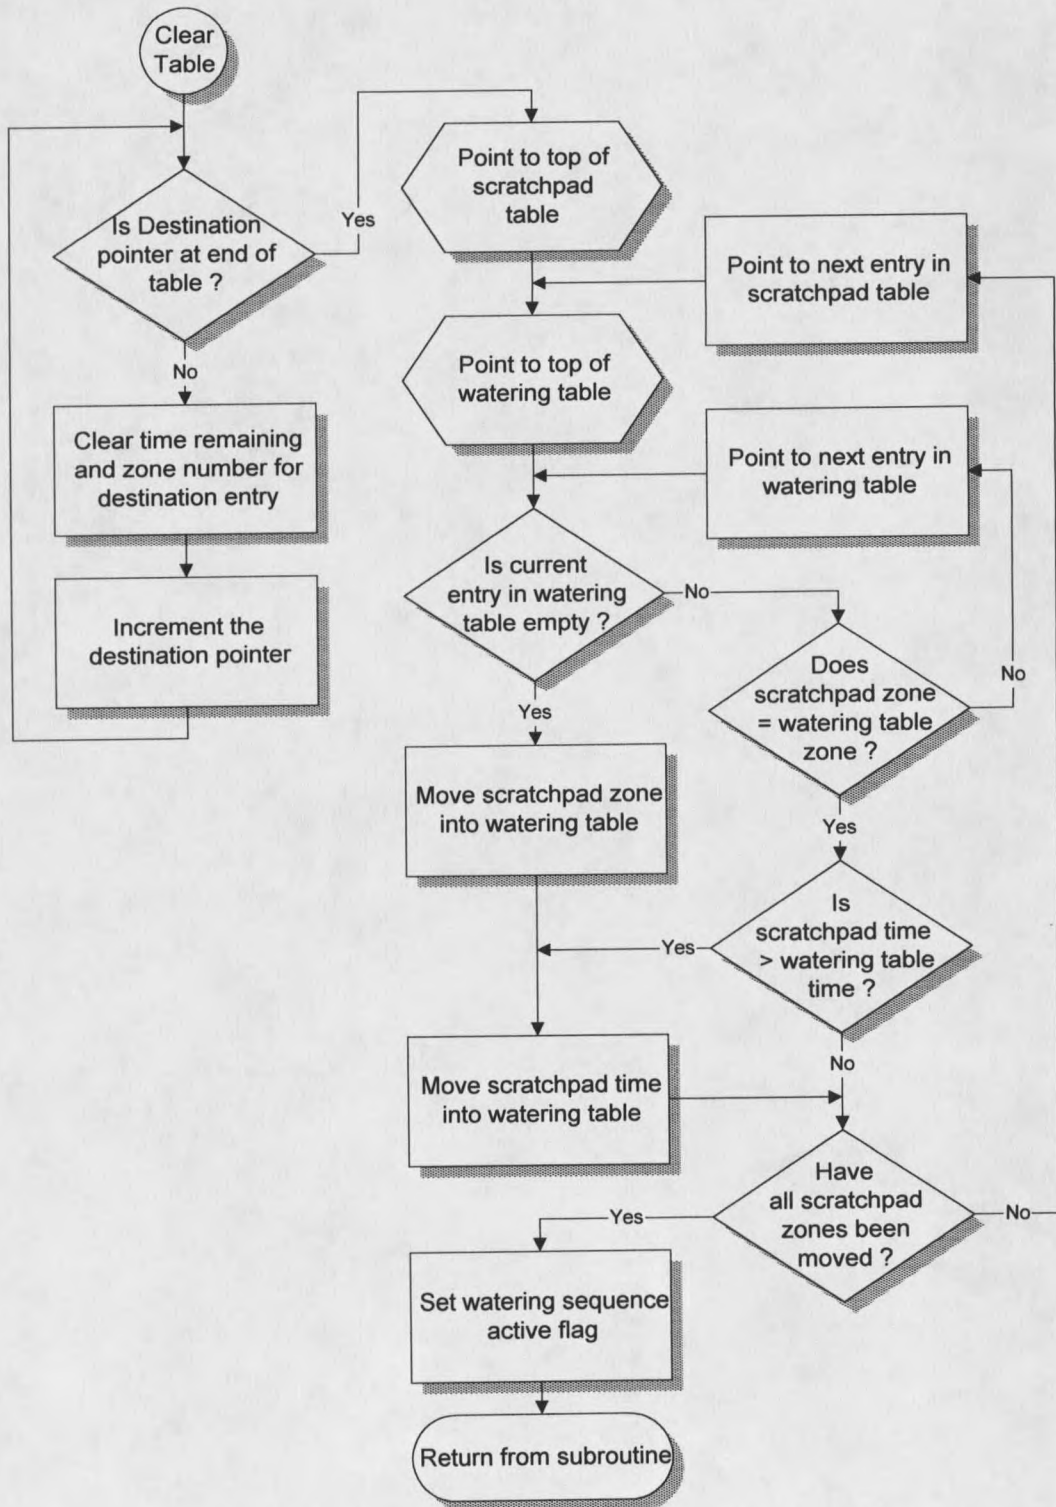 Clear
Table
Is Destination
pointer at end of
table ?
Yes
No
Clear time remaining
and zone number for
destination entry
Increment the
destination pointer
Point to top of
scratchpad
table
Point to next entry in
scratchpad table
Point to top of
watering table
Point to next entry in
watering table
Is current
entry in watering
table empty ?
No
Yes
Does
scratchpad zone
= watering table
zone ?
No
Yes
Move scratchpad zone
into watering table
Is
scratchpad time
> watering table
time ?
Yes
No
Move scratchpad time
into watering table
Have
all scratchpad
zones been
moved ?
Yes
No
Set watering sequence
active flag
Return from subroutine